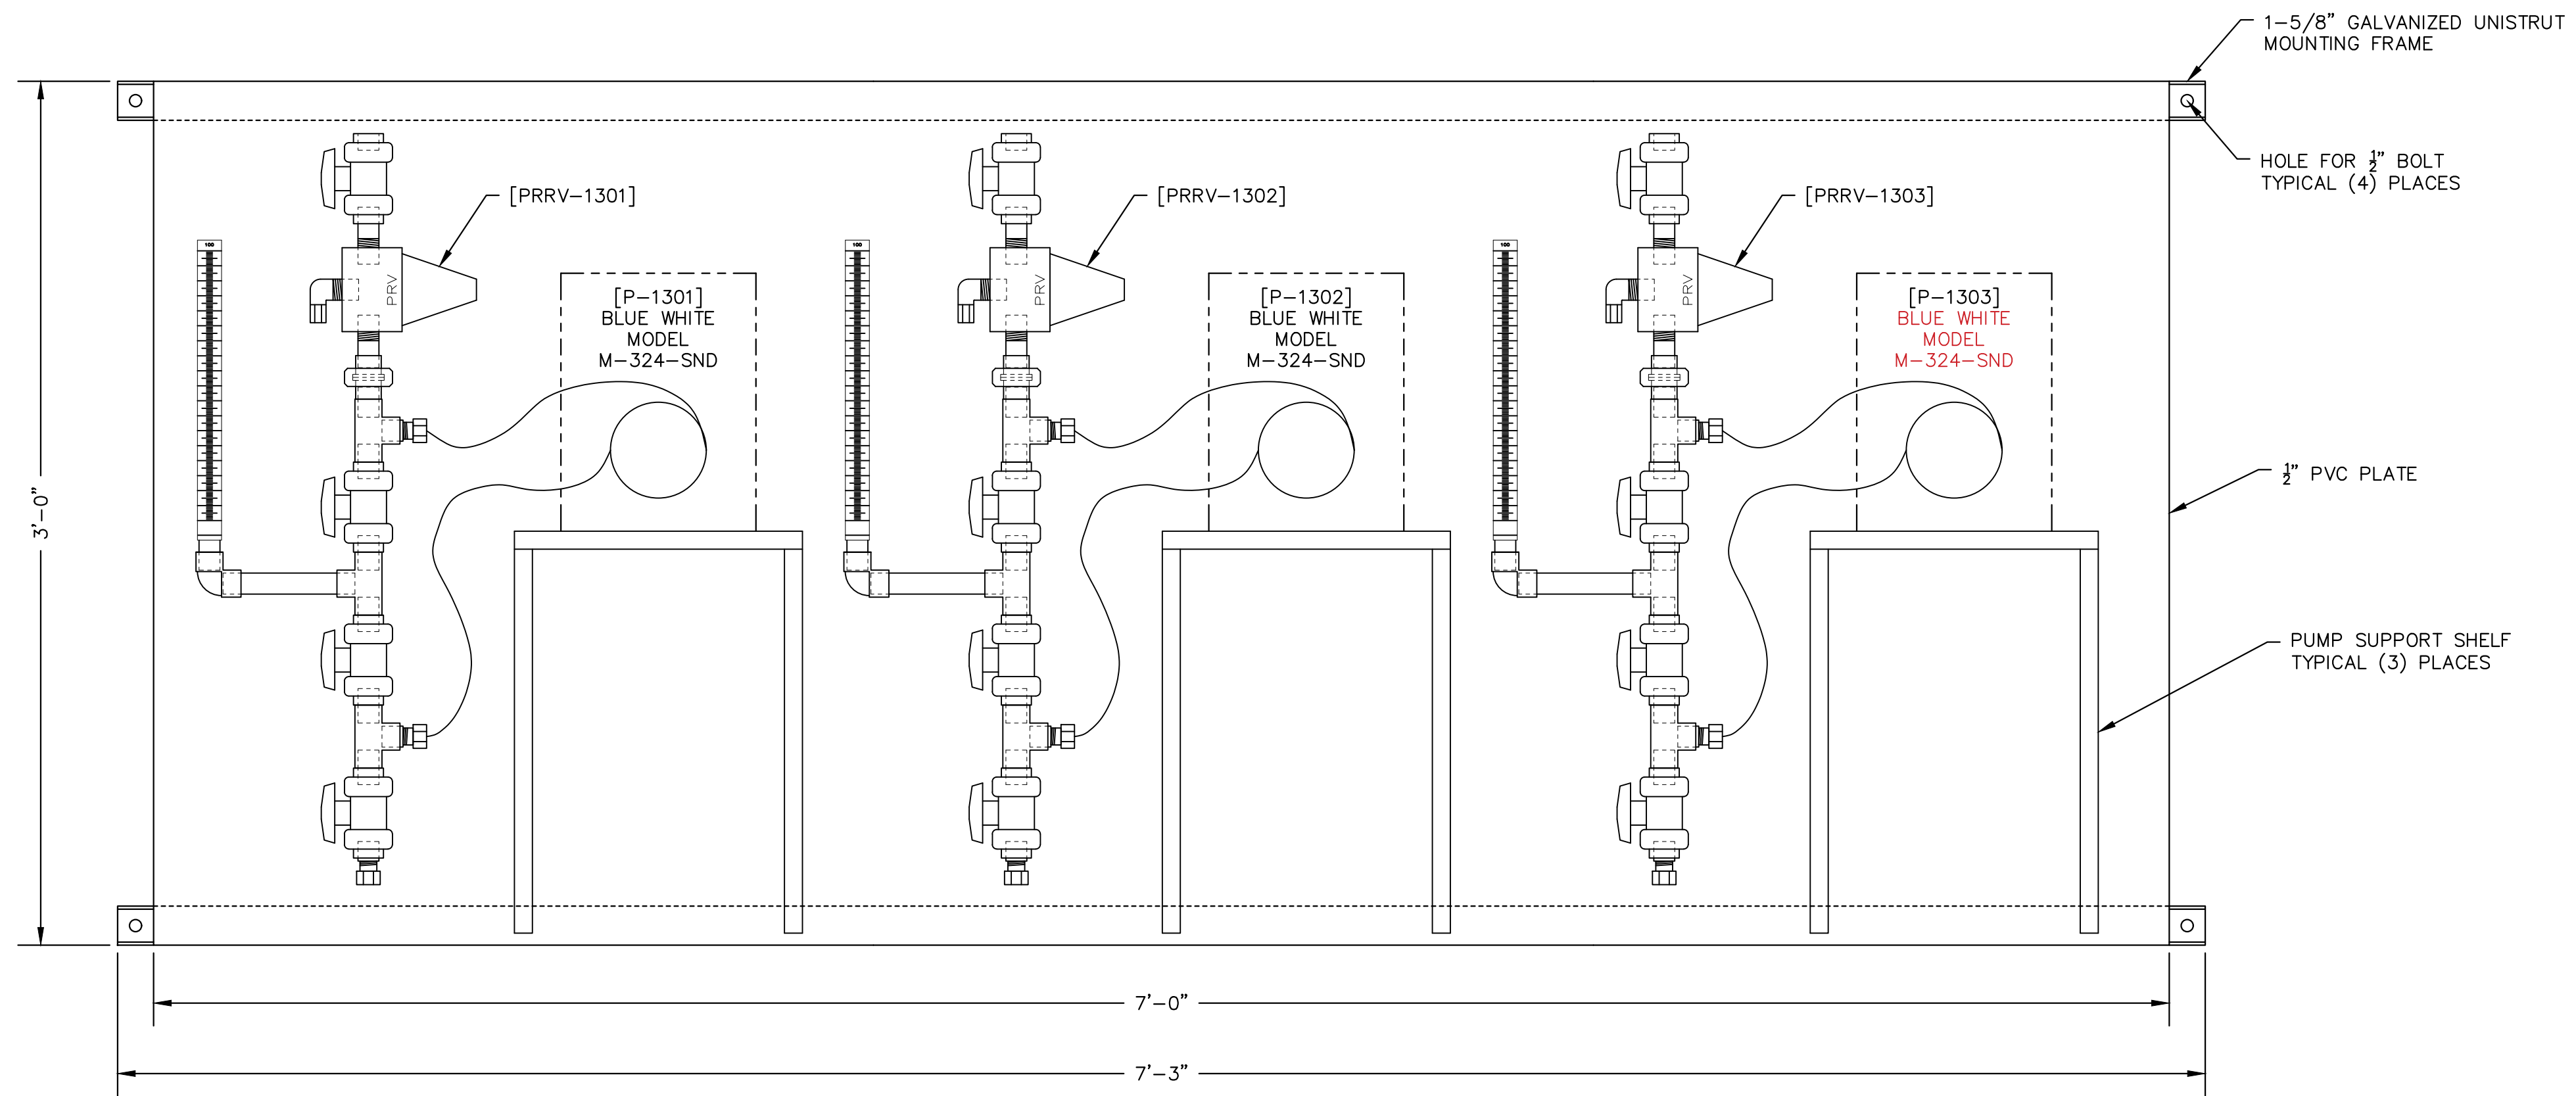 1-5/8" GALVANIZED UNISTRUT
MOUNTING FRAME
HOLE FOR ½" BOLT
TYPICAL (4) PLACES
[PRRV-1301]
[PRRV-1302]
[PRRV-1303]
100
100
100
PRV
PRV
PRV
[P-1301]
BLUE WHITE
MODEL
M-324-SND
[P-1302]
BLUE WHITE
MODEL
M-324-SND
[P-1303]
BLUE WHITE
MODEL
M-324-SND
3'-0"
½" PVC PLATE
PUMP SUPPORT SHELF
TYPICAL (3) PLACES
7'-0"
7'-3"